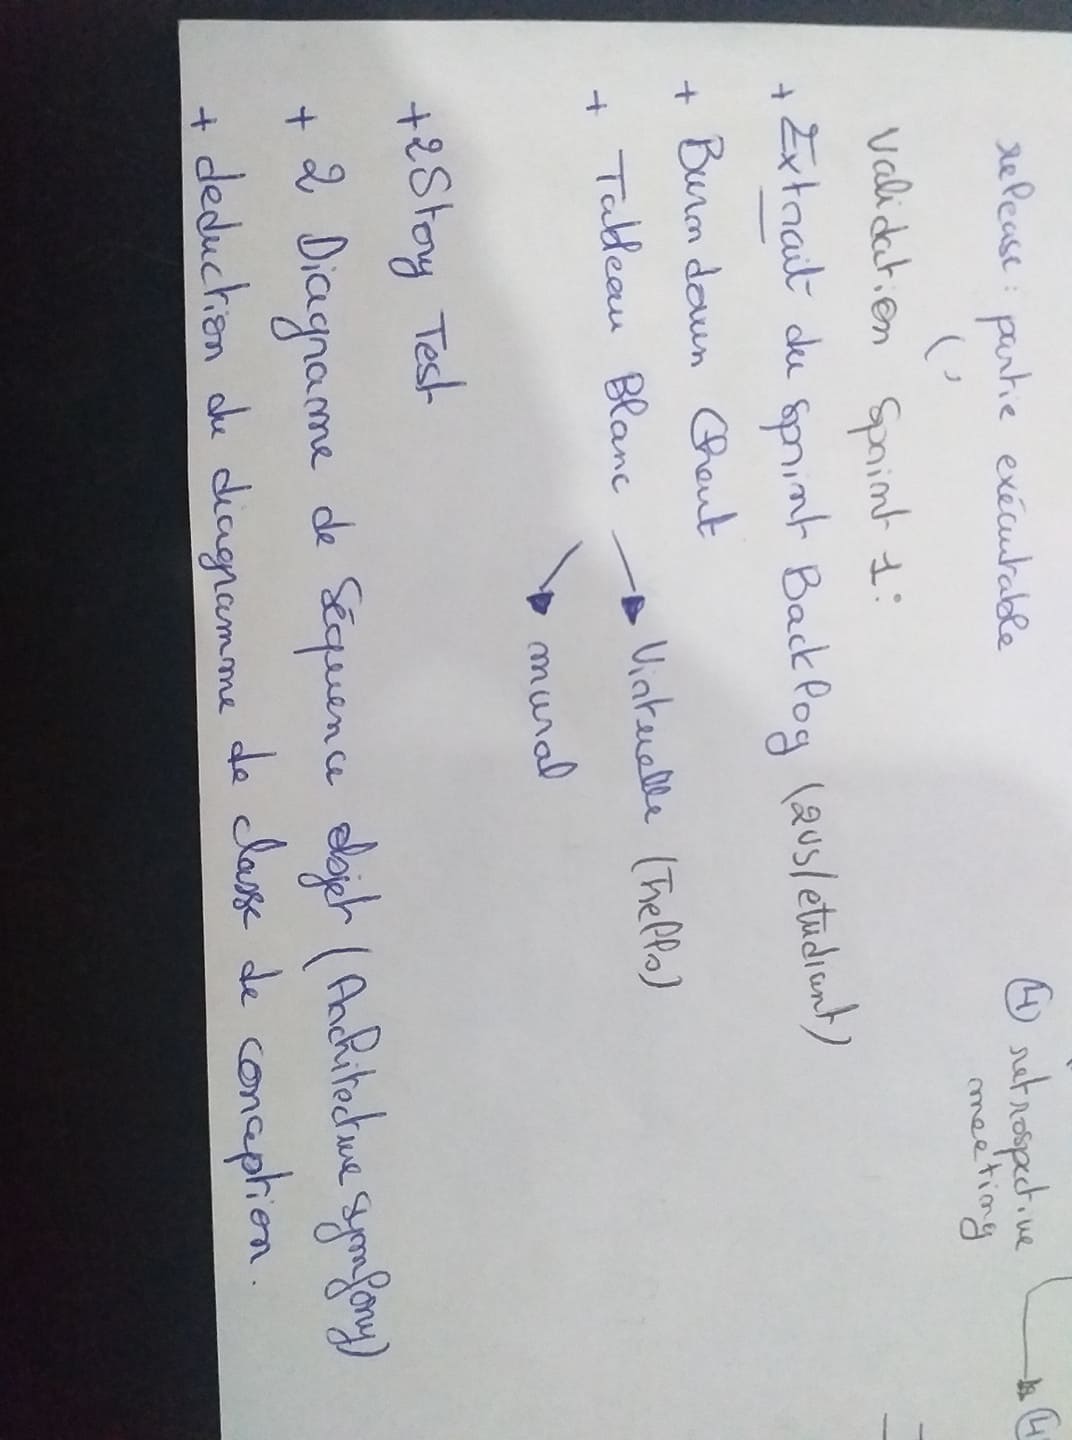 release : partie exécutable
④ retrospective
meeting
Validation Sprint 1 :
+ Extrait du sprint Backlog (2US/etudiant)
+ Burn down Chart
+ Tableau Blanc → Virtuelle (Trello)
→ mural
+ 2 Story Test
+ 2 Diagrame de Séquence objet (Architecture symfony)
+ deduction du diagramme de classe de conception.